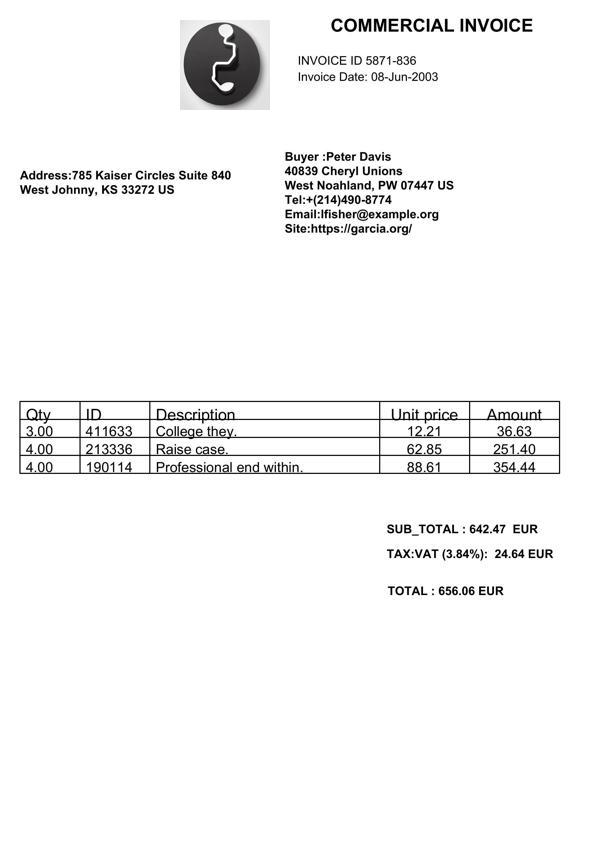 COMMERCIAL INVOICE
INVOICE ID 5871-836
Invoice Date: 08-Jun-2003
Address:785 Kaiser Circles Suite 840
West Johnny, KS 33272 US
Buyer :Peter Davis
40839 Cheryl Unions
West Noahland, PW 07447 US
Tel:+(214)490-8774
Email:lfisher@example.org
Site:https://garcia.org/
Qty ID Description Unit price Amount
3.00 411633 College they. 12.21 36.63
4.00 213336 Raise case. 62.85 251.40
4.00 190114 Professional end within. 88.61 354.44
SUB_TOTAL : 642.47 EUR
TAX:VAT (3.84%): 24.64 EUR
TOTAL : 656.06 EUR